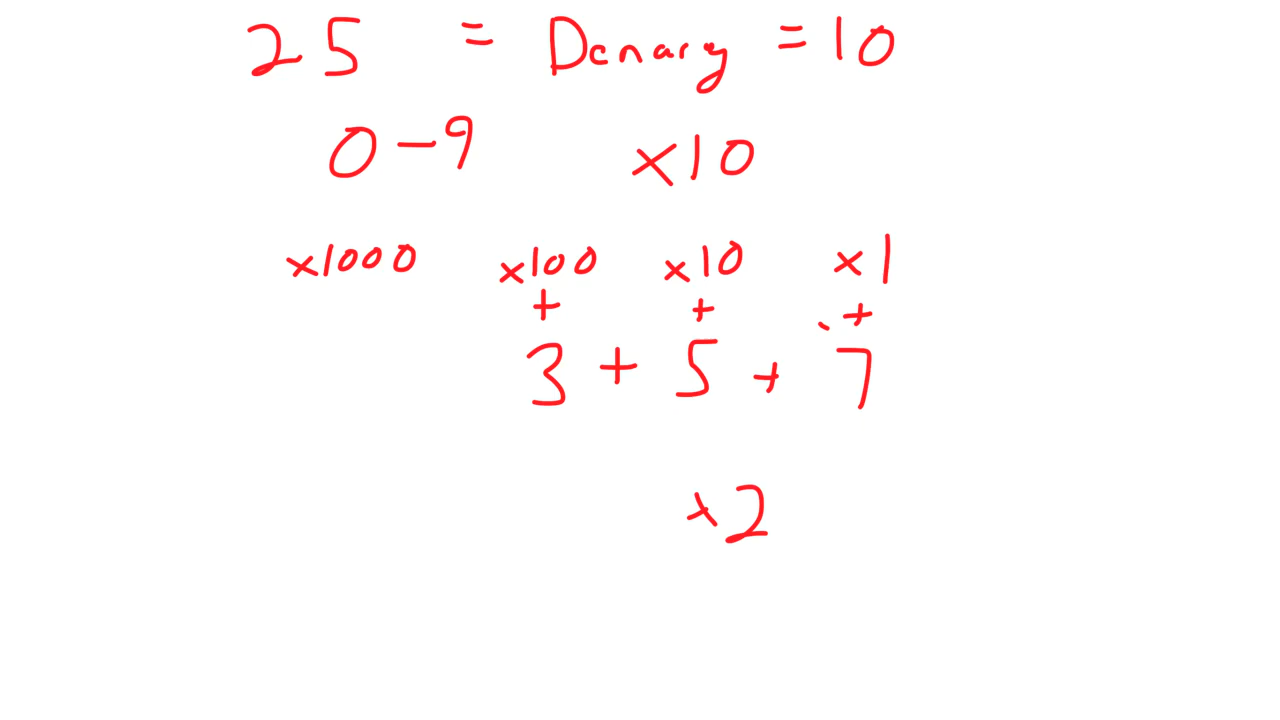 25 = Denary = 10
0-9 x10
x1000 x100 x10 x1
+ + +
3 + 5 + 7
x2